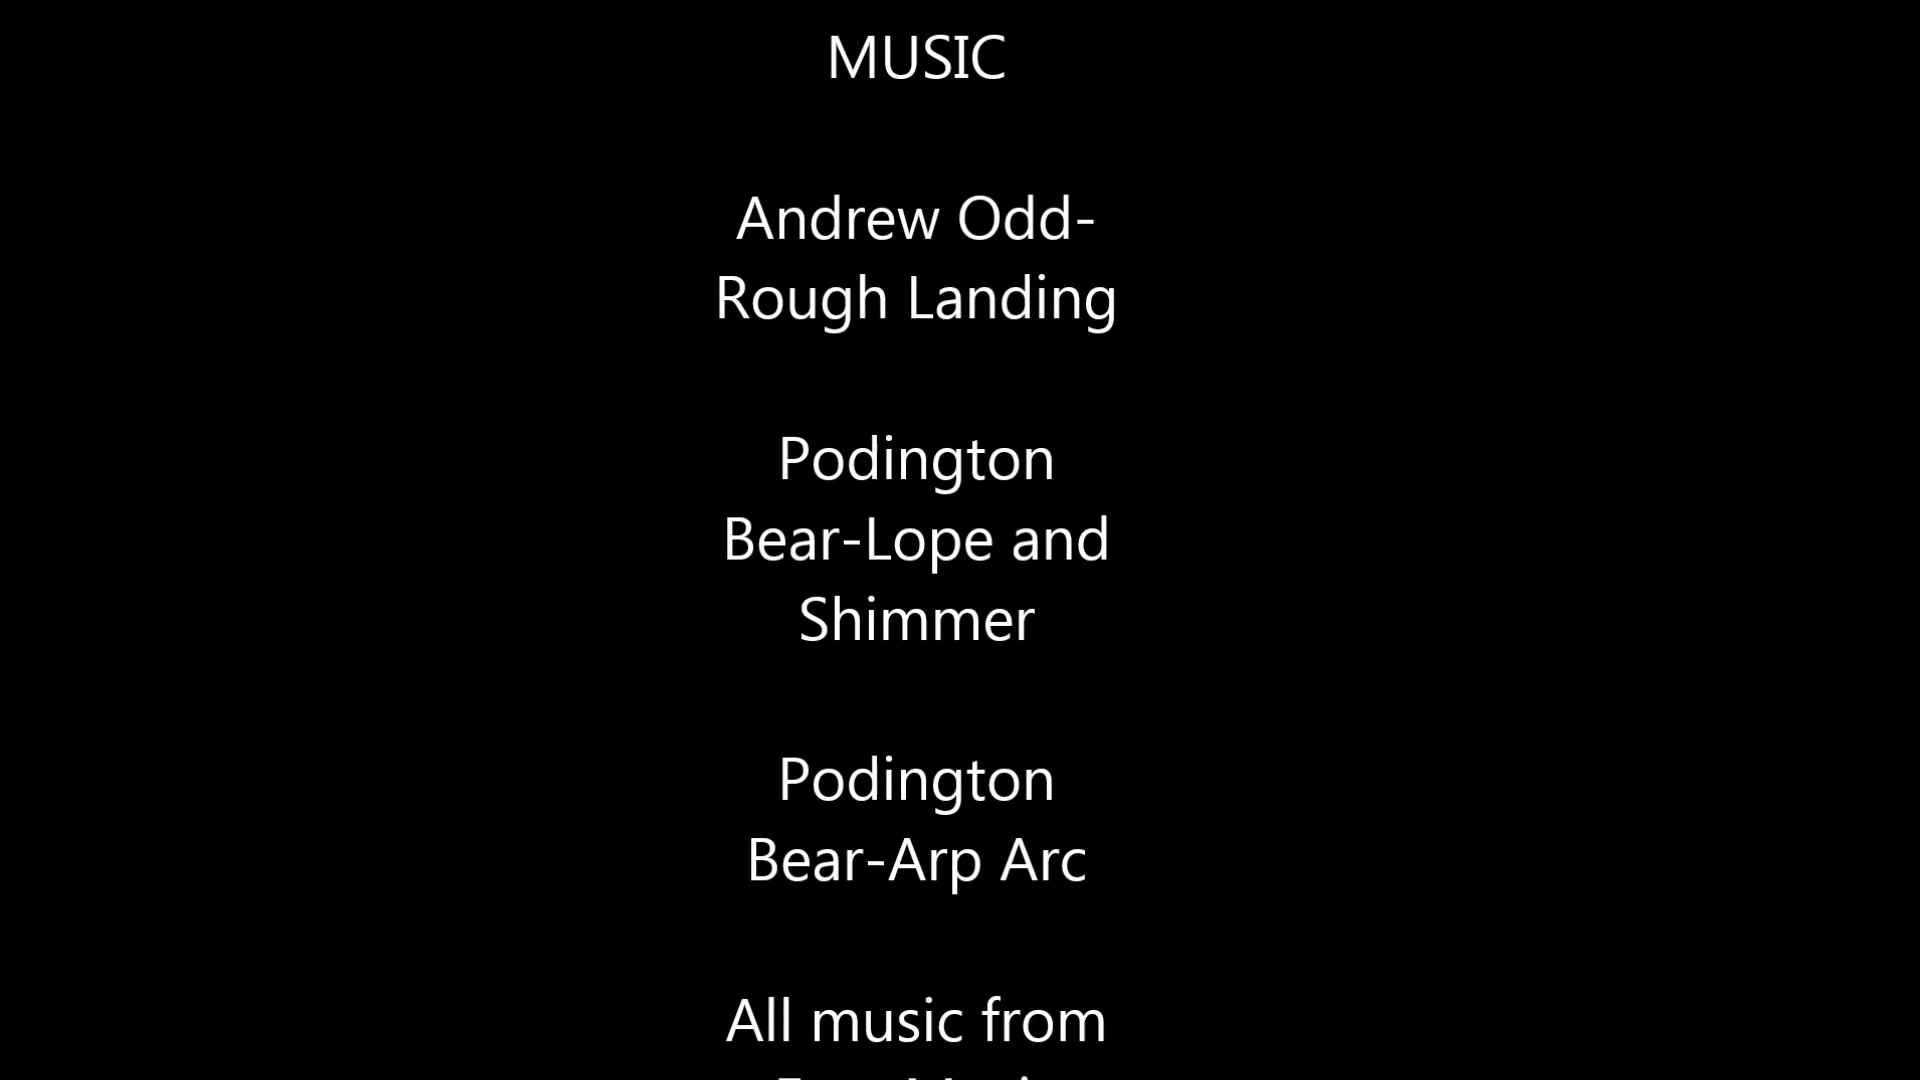 MUSIC
Andrew Odd-
Rough Landing
Podington
Bear-Lope and
Shimmer
Podington
Bear-Arp Arc
All music from